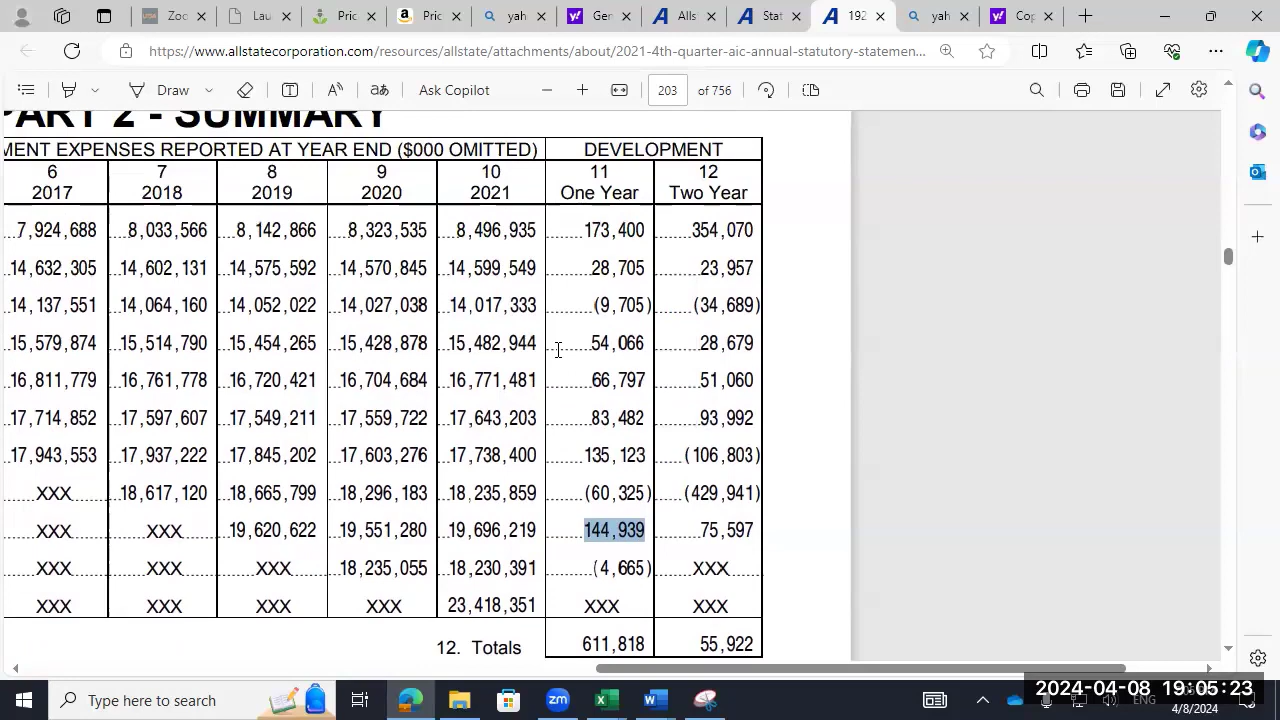 Zoo
Lau
Pric
Pric
yah
Gen
Alls
Stat
192
yah
Cop
https://www.allstatecorporation.com/resources/allstate/attachments/about/2021-4th-quarter-aic-annual-statutory-statemen...
Draw
Ask Copilot
203 of 756
PART 2 - SUMMARY
MENT EXPENSES REPORTED AT YEAR END ($000 OMITTED) DEVELOPMENT
6 7 8 9 10 11 12
2017 2018 2019 2020 2021 One Year Two Year
7,924,688 8,033,566 8,142,866 8,323,535 8,496,935 173,400 354,070
14,632,305 14,602,131 14,575,592 14,570,845 14,599,549 28,705 23,957
14,137,551 14,064,160 14,052,022 14,027,038 14,017,333 (9,705) (34,689)
15,579,874 15,514,790 15,454,265 15,428,878 15,482,944 54,066 28,679
16,811,779 16,761,778 16,720,421 16,704,684 16,771,481 66,797 51,060
17,714,852 17,597,607 17,549,211 17,559,722 17,643,203 83,482 93,992
17,943,553 17,937,222 17,845,202 17,603,276 17,738,400 135,123 (106,803)
XXX 18,617,120 18,665,799 18,296,183 18,235,859 (60,325) (429,941)
XXX XXX 19,620,622 19,551,280 19,696,219 144,939 75,597
XXX XXX XXX 18,235,055 18,230,391 (4,665) XXX
XXX XXX XXX XXX 23,418,351 XXX XXX
12. Totals 611,818 55,922
Type here to search
ENG
2024-04-08 19:05:23
4/8/2024